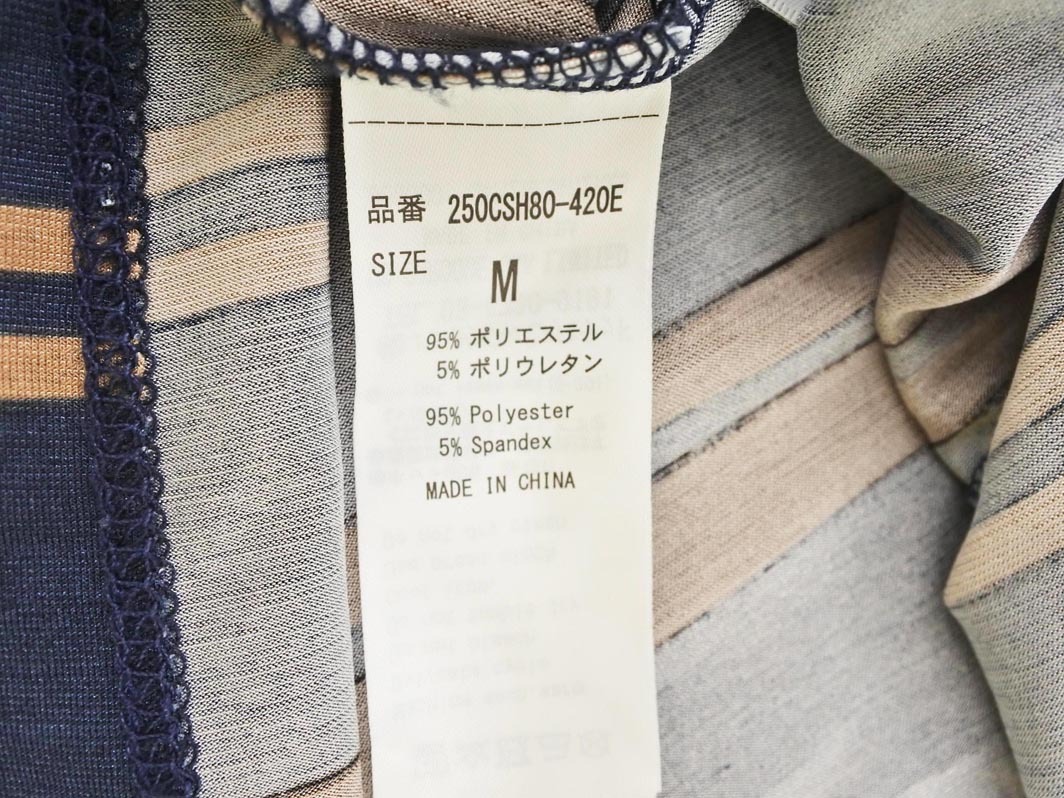 品番 250CSH80-420E
SIZE
M
95% ポリエステル
5% ポリウレタン
95% Polyester
5% Spandex
MADE IN CHINA